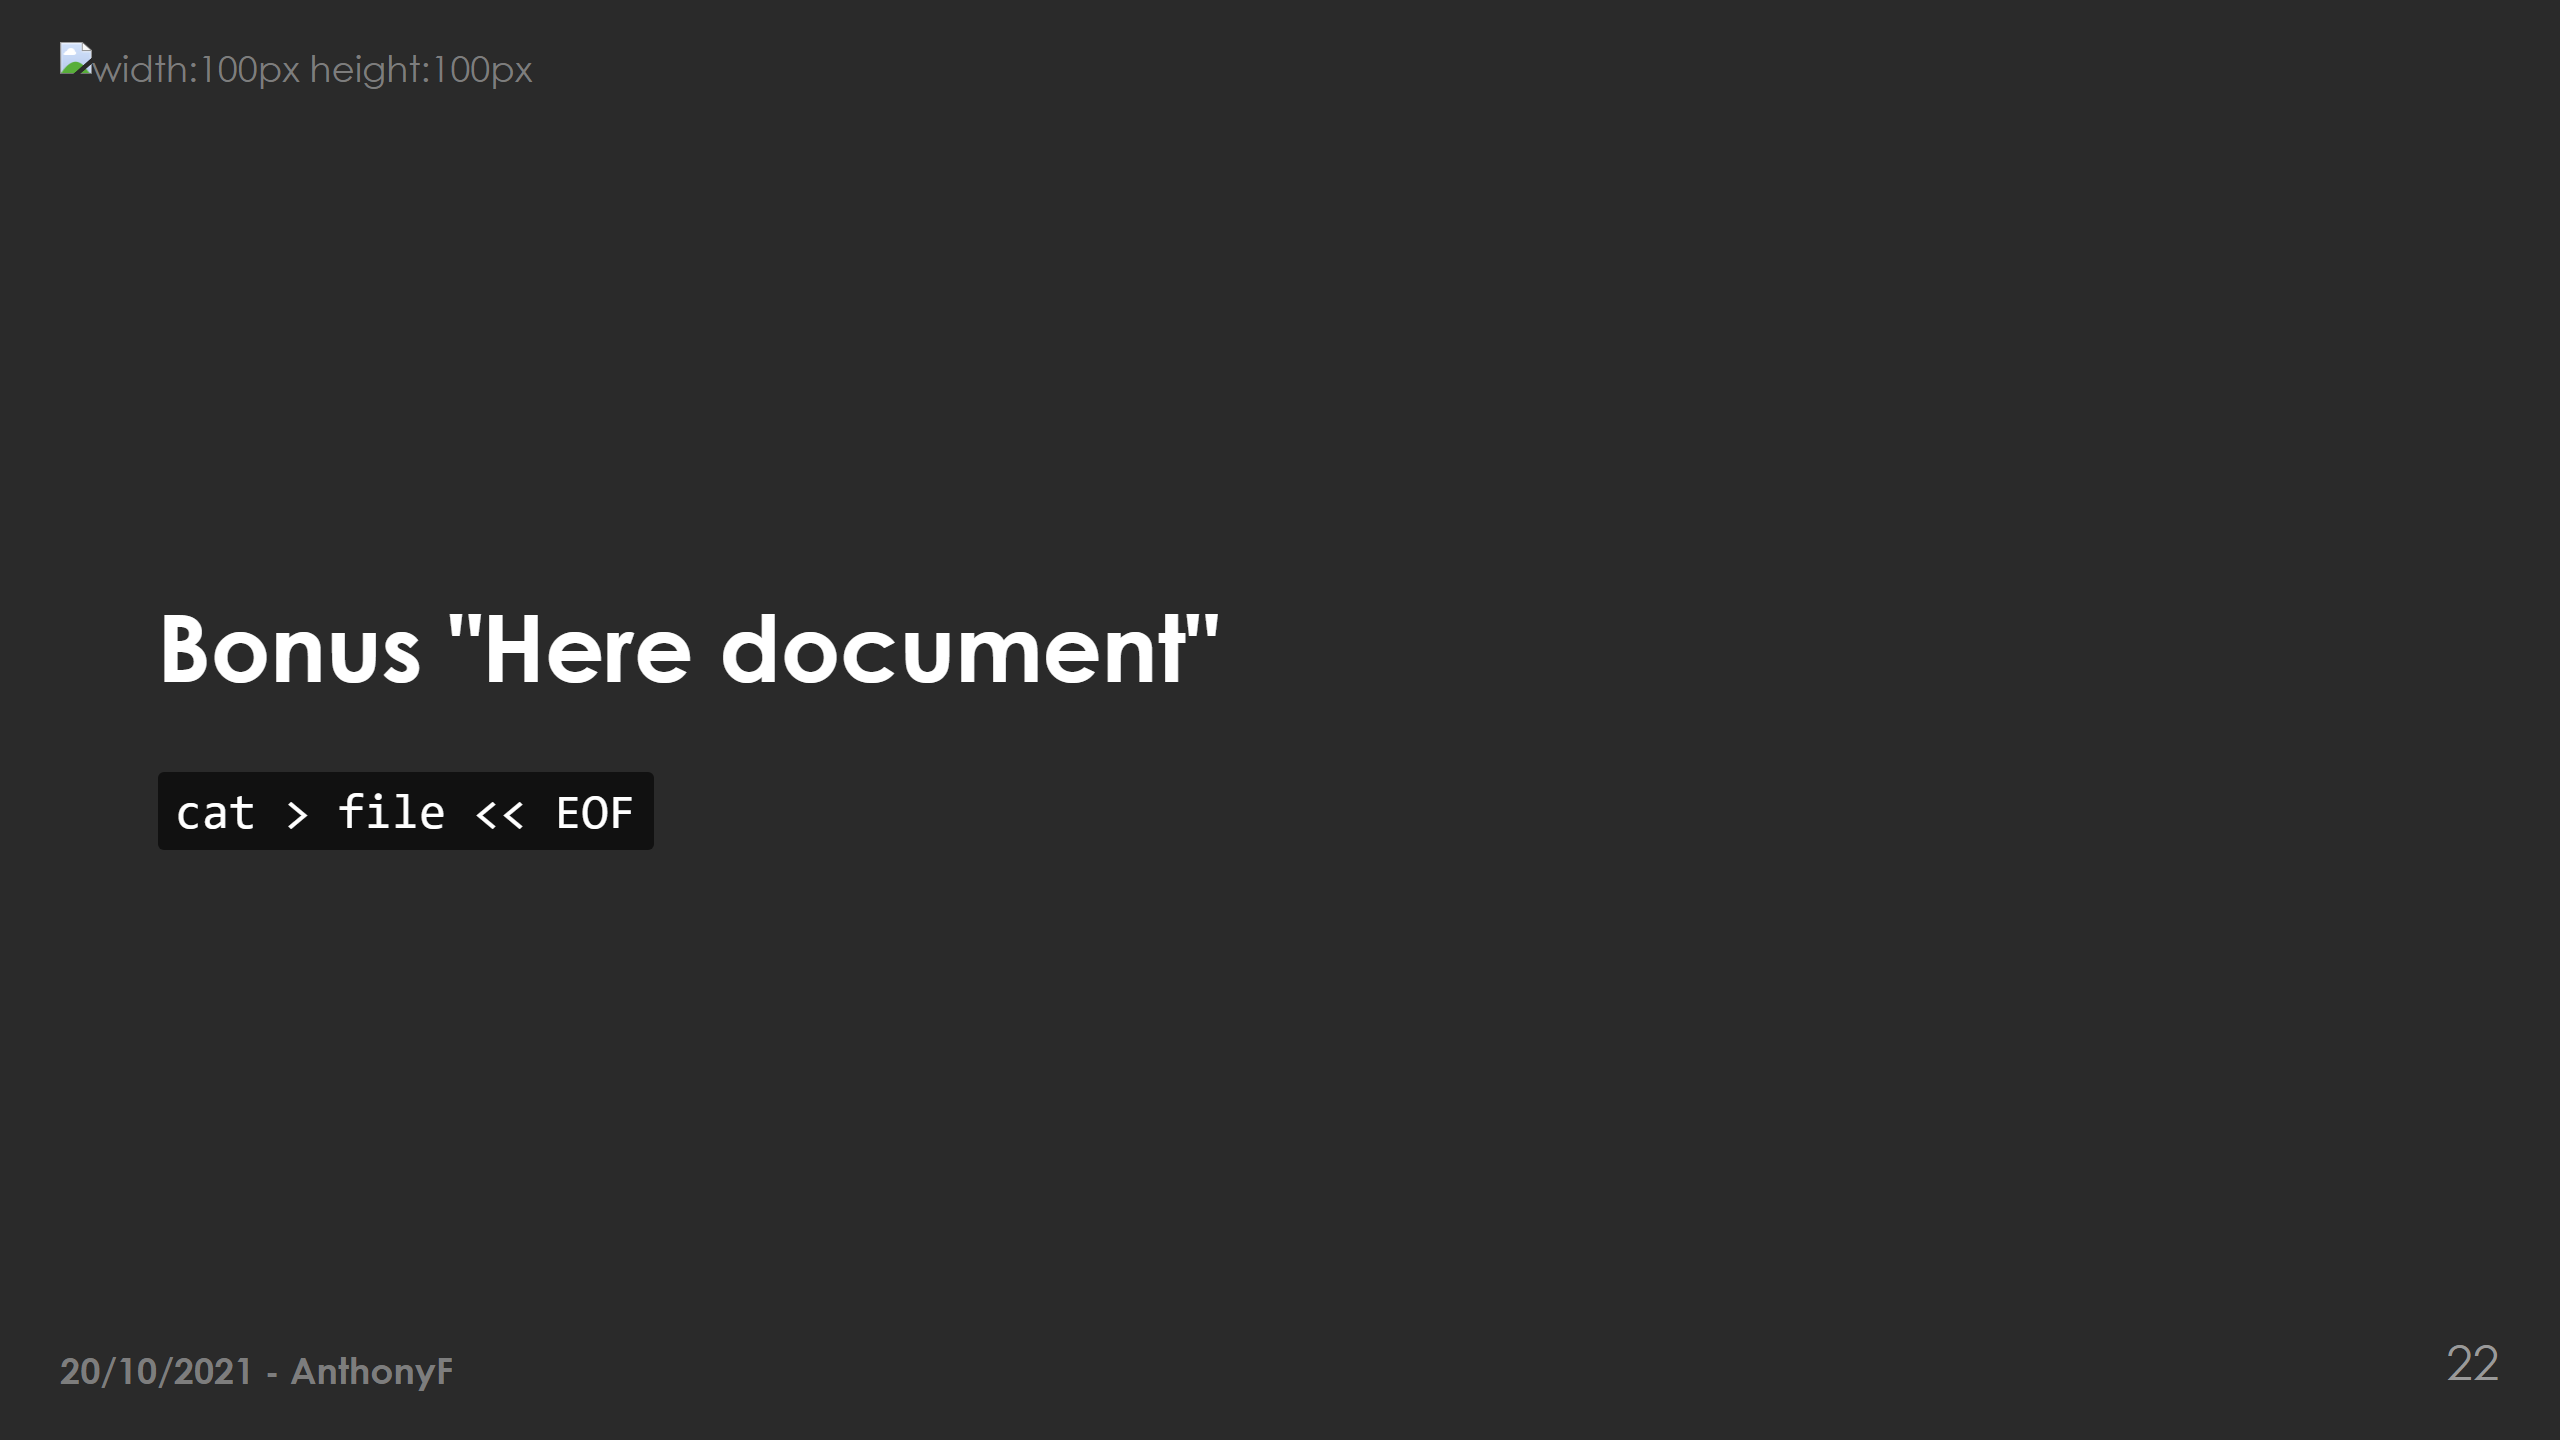 width:100px height:100px
Bonus "Here document"
cat > file << EOF
20/10/2021 - AnthonyF
22